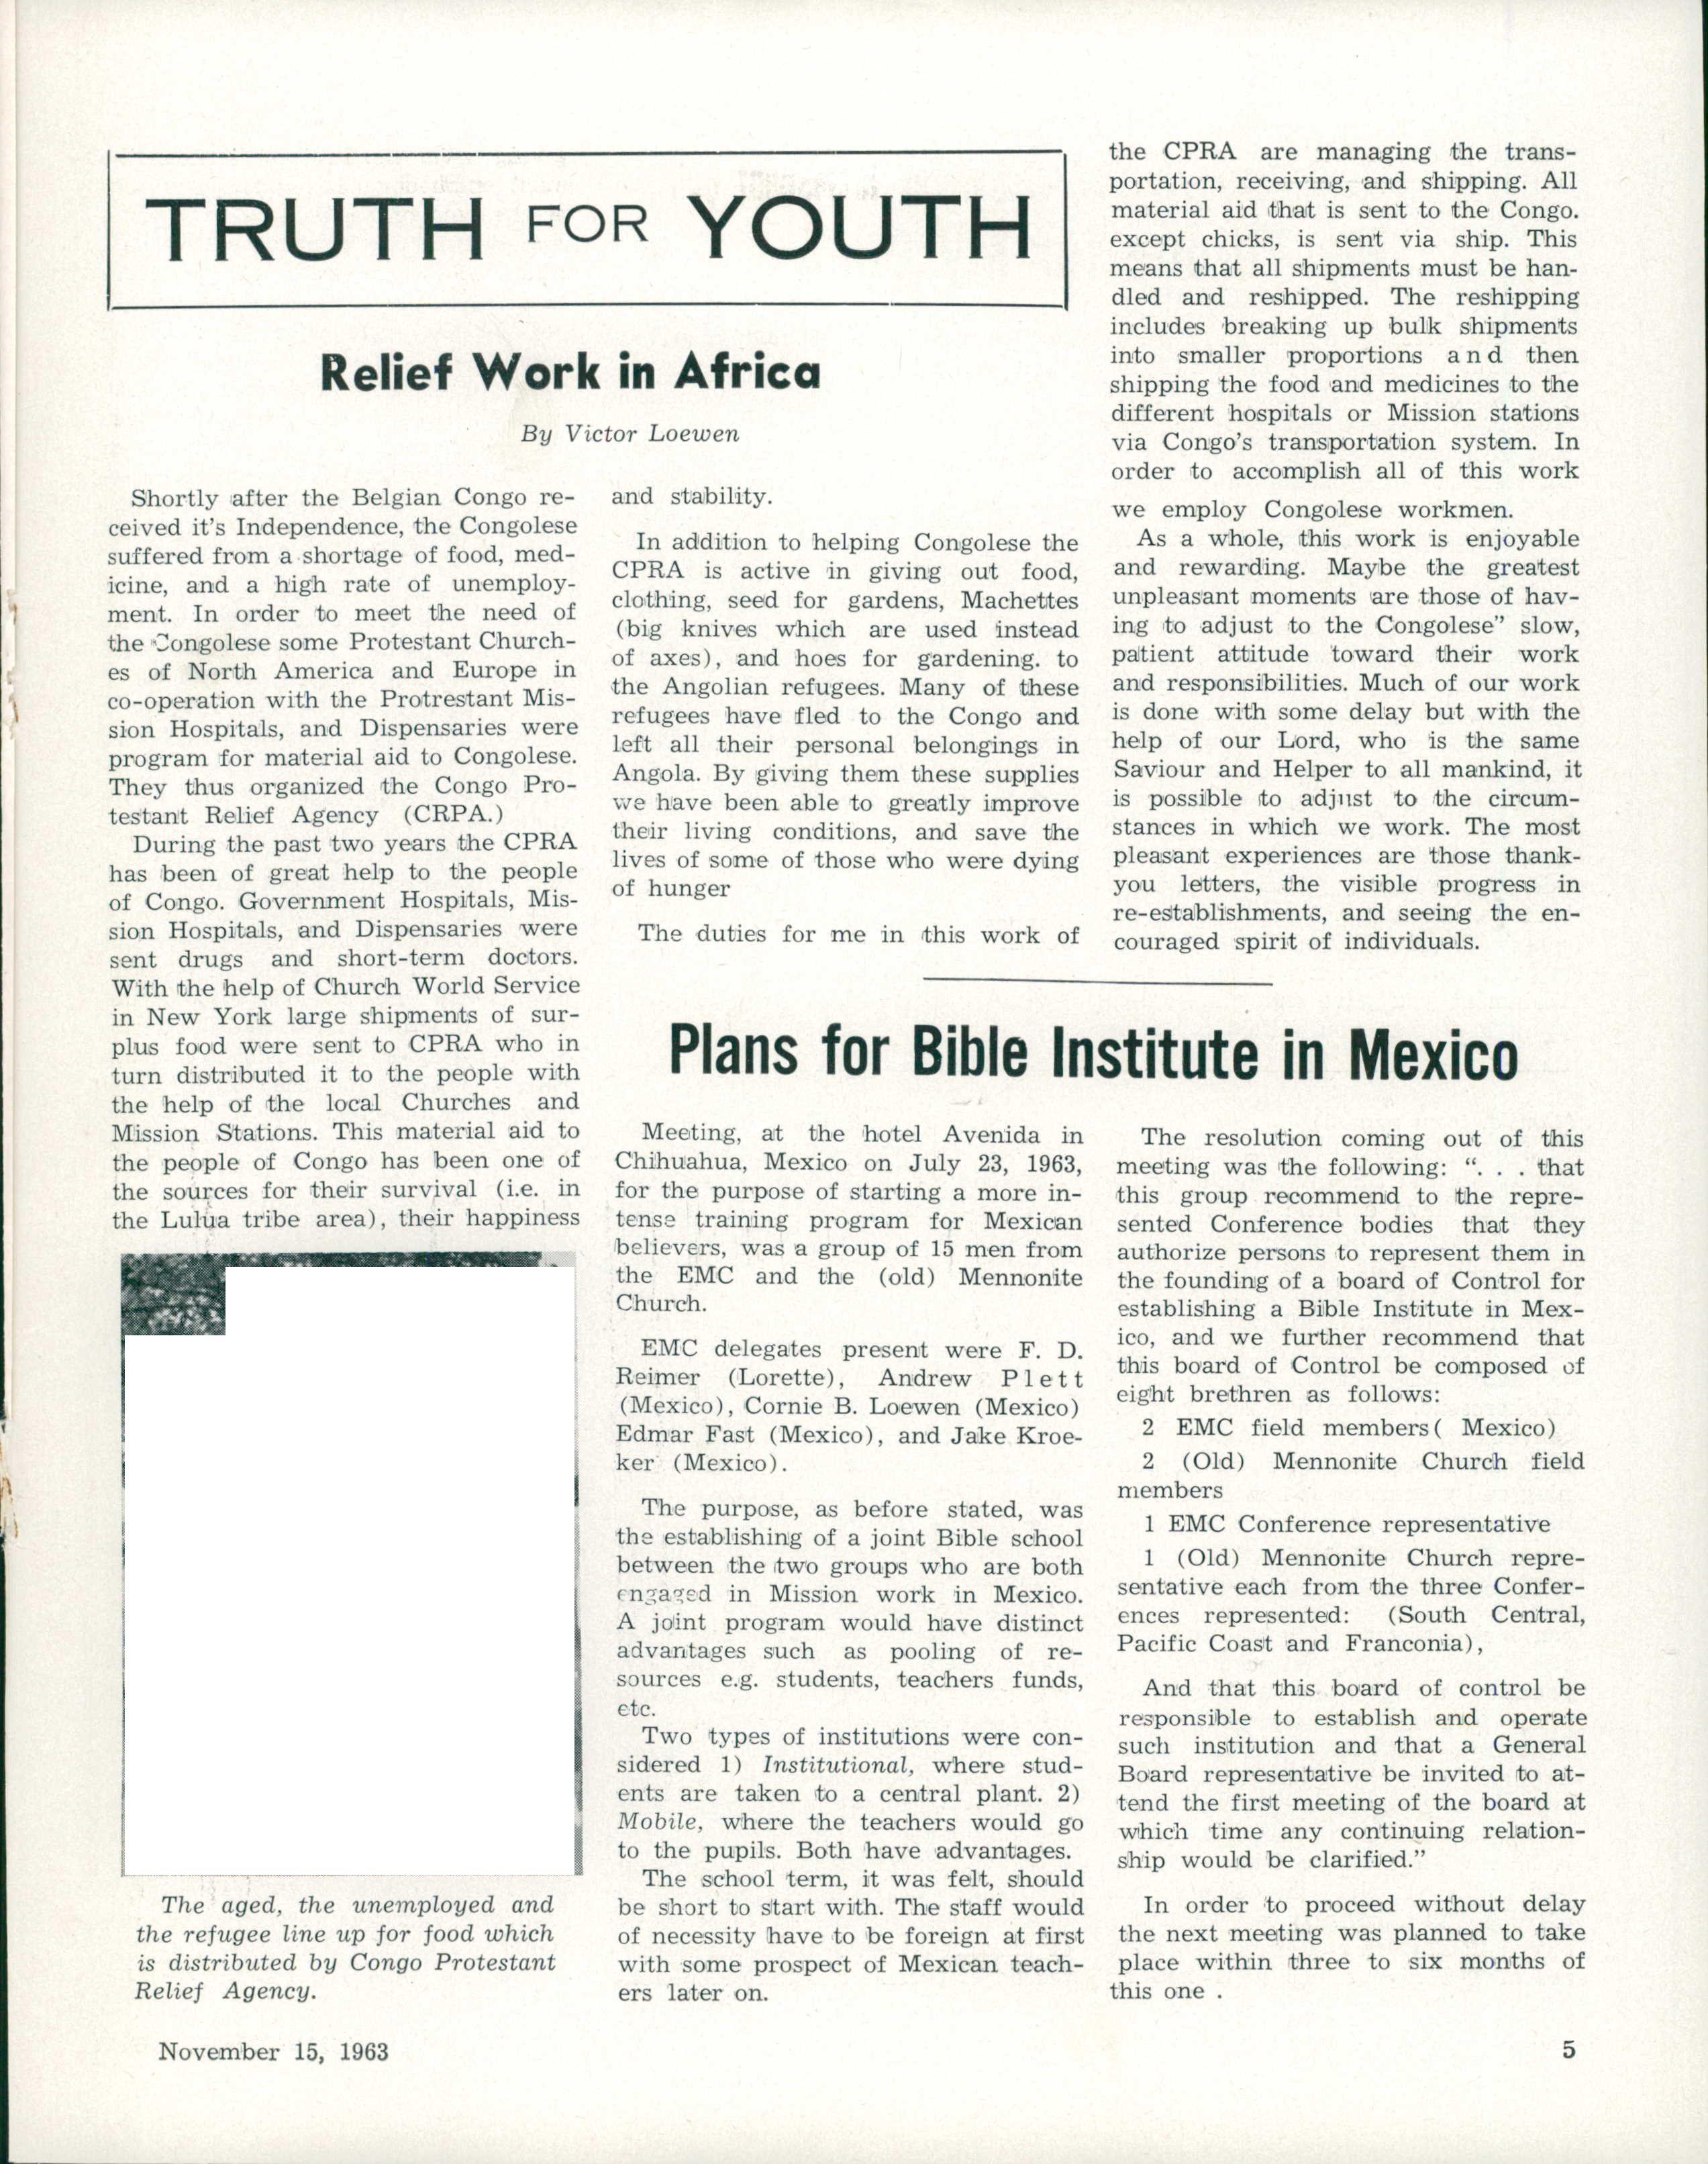 TRUTH FOR YOUTH
Relief Work in Africa
By Victor Loewen
Shortly after the Belgian Congo re-
ceived it's Independence, the Congolese
suffered from a shortage of food, med-
icine, and a high rate of unemploy-
ment. In order to meet the need of
the Congolese some Protestant Church-
es of North America and Europe in
co-operation with the Protrestant Mis-
sion Hospitals, and Dispensaries were
program for material aid to Congolese.
They thus organized the Congo Pro-
testant Relief Agency (CRPA.)
During the past two years the CPRA
has been of great help to the people
of Congo. Government Hospitals, Mis-
sion Hospitals, and Dispensaries were
sent drugs and short-term doctors.
With the help of Church World Service
in New York large shipments of sur-
plus food were sent to CPRA who in
turn distributed it to the people with
the help of the local Churches and
Mission Stations. This material aid to
the people of Congo has been one of
the sources for their survival (i.e. in
the Lulua tribe area), their happiness
The aged, the unemployed and
the refugee line up for food which
is distributed by Congo Protestant
Relief Agency.
and stability.
In addition to helping Congolese the
CPRA is active in giving out food,
clothing, seed for gardens, Machettes
(big knives which are used instead
of axes), and hoes for gardening. to
the Angolian refugees. Many of these
refugees have fled to the Congo and
left all their personal belongings in
Angola. By giving them these supplies
we have been able to greatly improve
their living conditions, and save the
lives of some of those who were dying
of hunger
The duties for me in this work of
the CPRA are managing the trans-
portation, receiving, and shipping. All
material aid that is sent to the Congo.
except chicks, is sent via ship. This
means that all shipments must be han-
dled and reshipped. The reshipping
includes breaking up bulk shipments
into smaller proportions and then
shipping the food and medicines to the
different hospitals or Mission stations
via Congo's transportation system. In
order to accomplish all of this work
we employ Congolese workmen.
As a whole, this work is enjoyable
and rewarding. Maybe the greatest
unpleasant moments are those of hav-
ing to adjust to the Congolese" slow,
patient attitude toward their work
and responsibilities. Much of our work
is done with some delay but with the
help of our Lord, who is the same
Saviour and Helper to all mankind, it
is possible to adjust to the circum-
stances in which we work. The most
pleasant experiences are those thank-
you letters, the visible progress in
re-establishments, and seeing the en-
couraged spirit of individuals.
Plans for Bible Institute in Mexico
Meeting, at the hotel Avenida in
Chihuahua, Mexico on July 23, 1963,
for the purpose of starting a more in-
tense training program for Mexican
believers, was a group of 15 men from
the EMC and the (old) Mennonite
Church.
EMC delegates present were F. D.
Reimer (Lorette), Andrew Plett
(Mexico), Cornie B. Loewen (Mexico)
Edmar Fast (Mexico), and Jake Kroe-
ker (Mexico).
The purpose, as before stated, was
the establishing of a joint Bible school
between the two groups who are both
engaged in Mission work in Mexico.
A joint program would have distinct
advantages such as pooling of re-
sources e.g. students, teachers funds,
etc.
Two types of institutions were con-
sidered 1) Institutional, where stud-
ents are taken to a central plant. 2)
Mobile, where the teachers would go
to the pupils. Both have advantages.
The school term, it was felt, should
be short to start with. The staff would
of necessity have to be foreign at first
with some prospect of Mexican teach-
ers later on.
The resolution coming out of this
meeting was the following: ". . . that
this group recommend to the repre-
sented Conference bodies that they
authorize persons to represent them in
the founding of a board of Control for
establishing a Bible Institute in Mex-
ico, and we further recommend that
this board of Control be composed of
eight brethren as follows:
2 EMC field members( Mexico)
2 (Old) Mennonite Church field
members
1 EMC Conference representative
1 (Old) Mennonite Church repre-
sentative each from the three Confer-
ences represented: (South Central,
Pacific Coast and Franconia),
And that this board of control be
responsible to establish and operate
such institution and that a General
Board representative be invited to at-
tend the first meeting of the board at
which time any continuing relation-
ship would be clarified."
In order to proceed without delay
the next meeting was planned to take
place within three to six months of
this one .
November 15, 1963
5